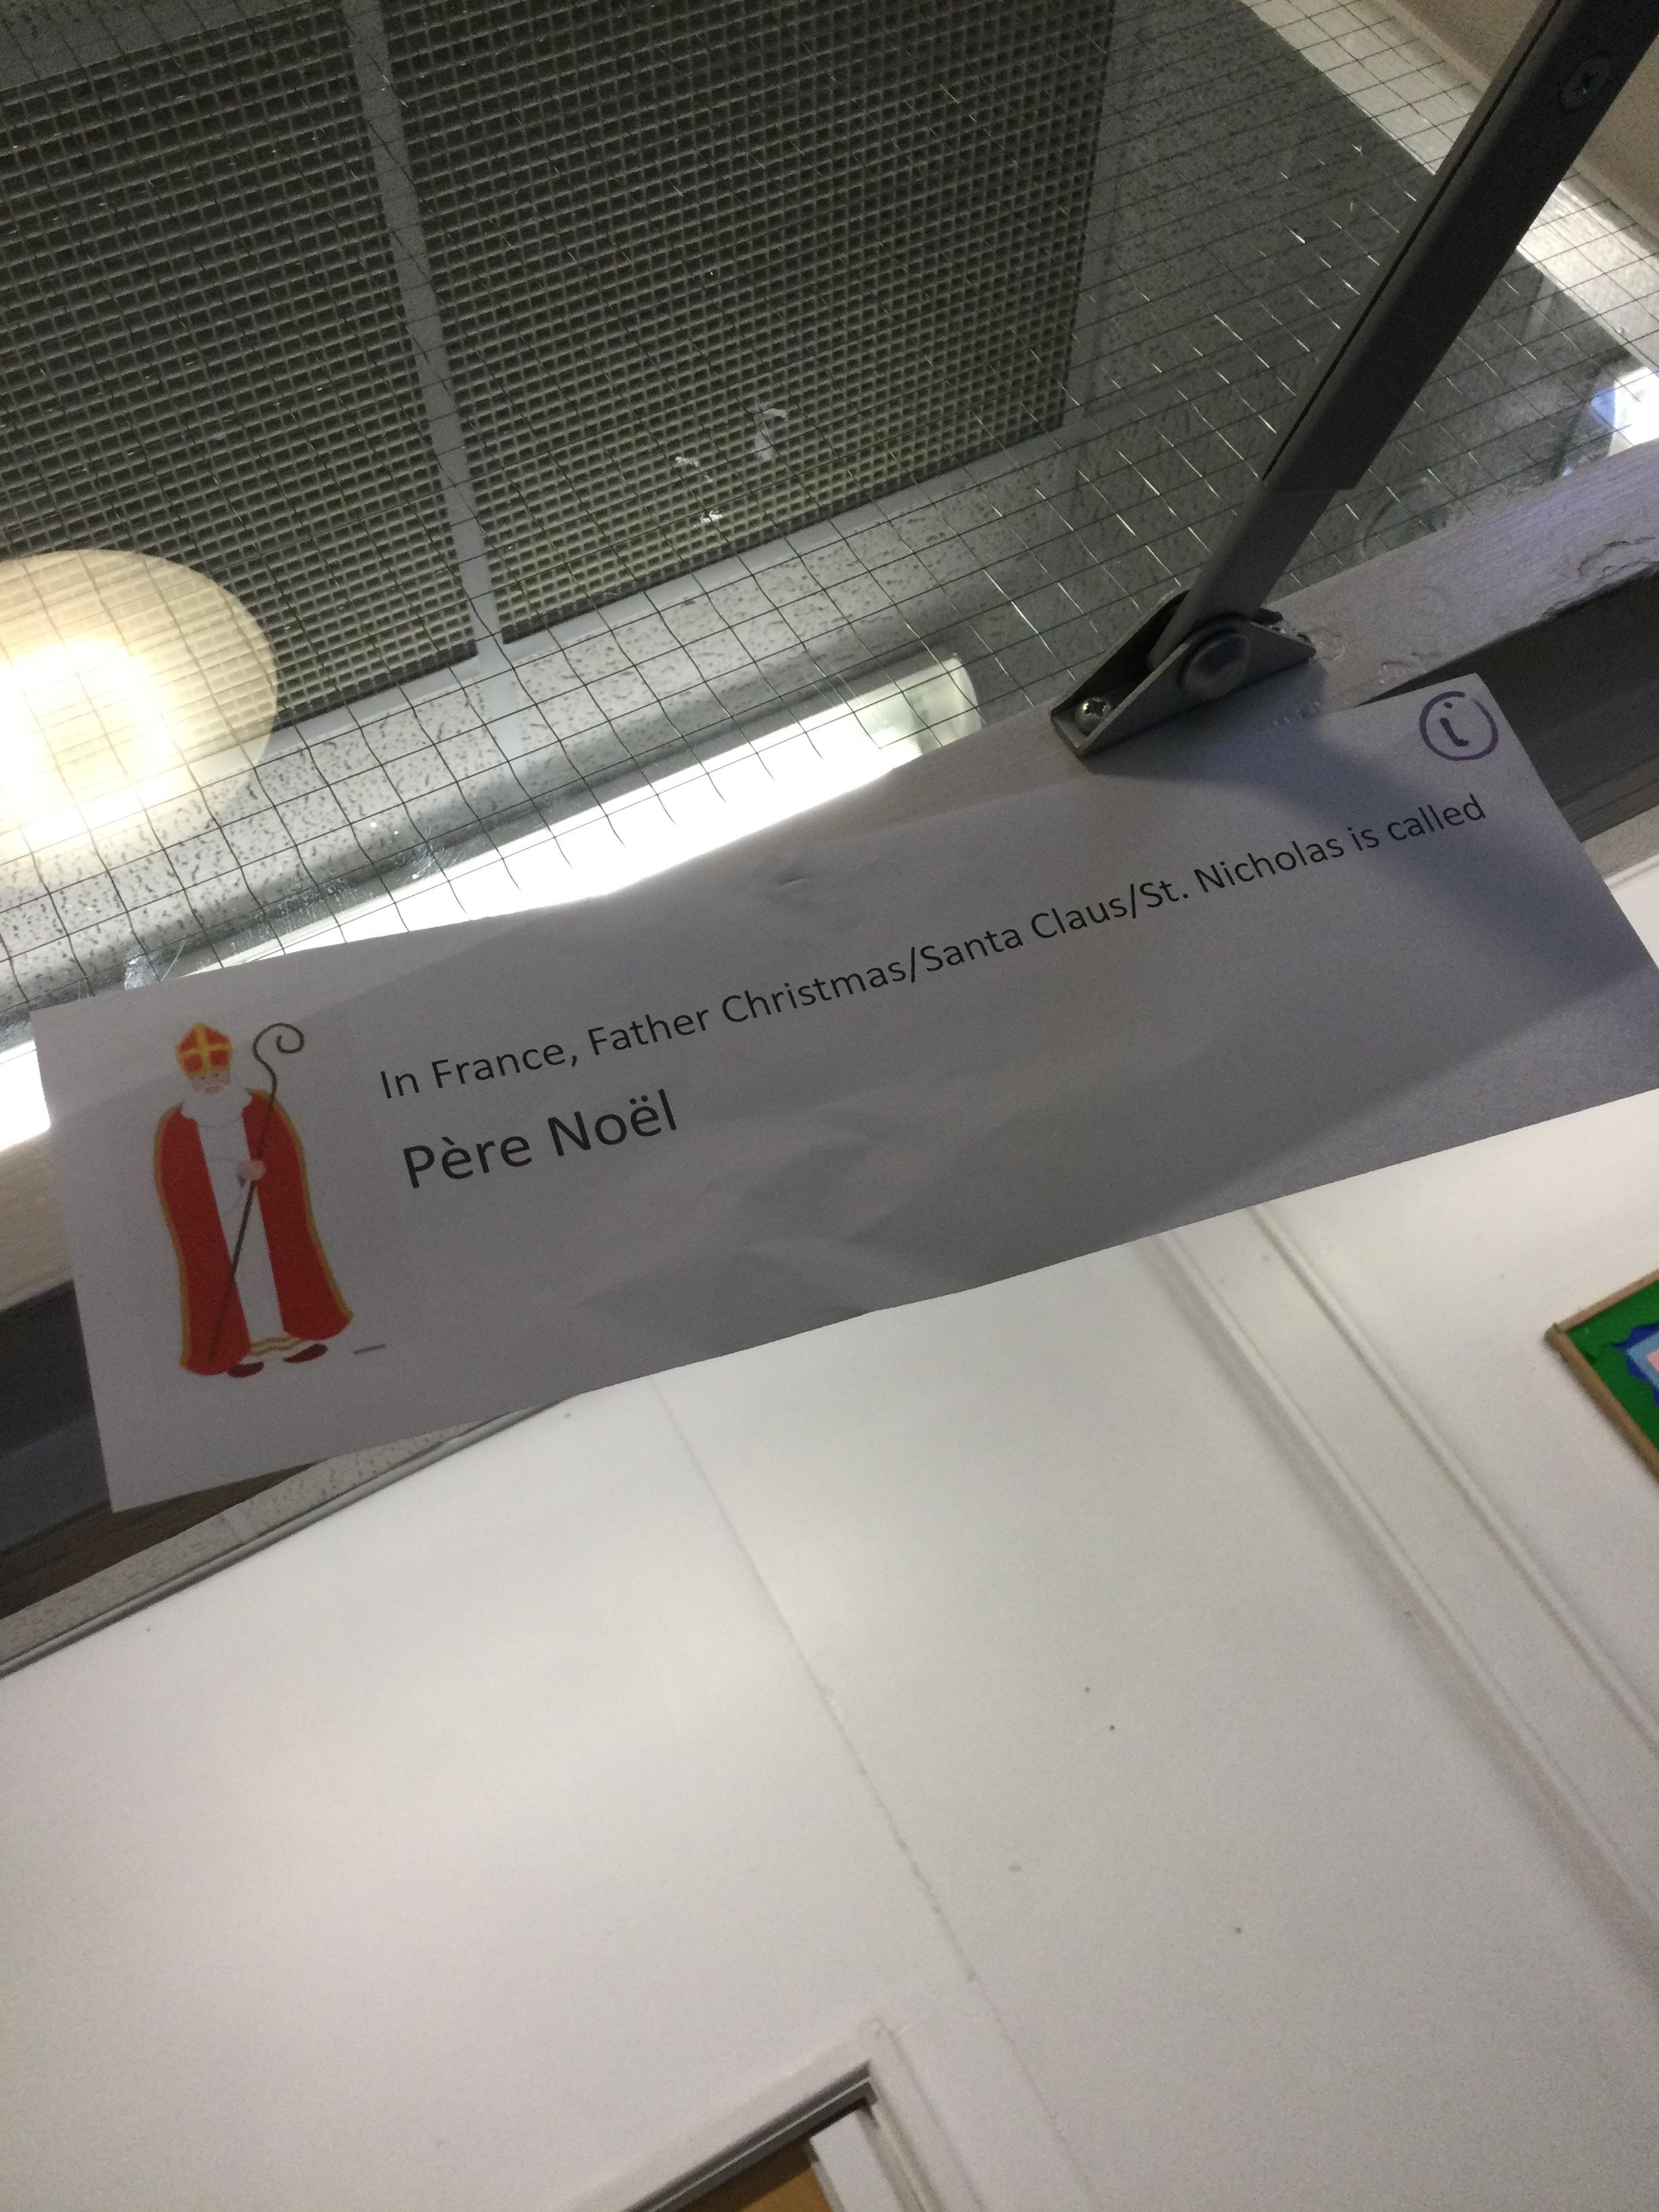 i
In France, Father Christmas/Santa Claus/St. Nicholas is called
Père Noël